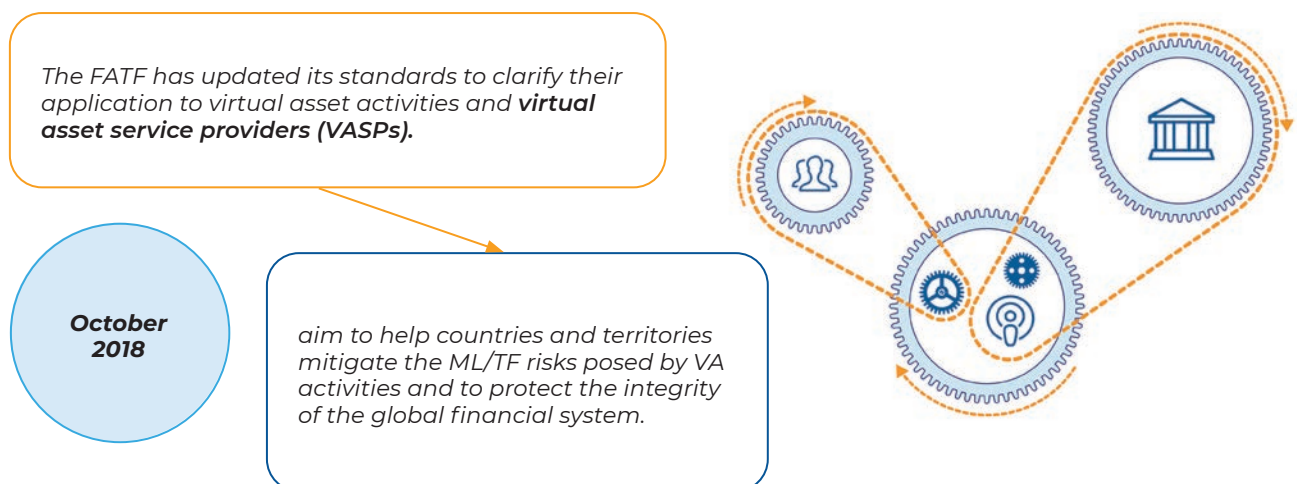 The FATF has updated its standards to clarify their
application to virtual asset activities and virtual
asset service providers (VASPs).
October
2018
aim to help countries and territories
mitigate the ML/TF risks posed by VA
activities and to protect the integrity
of the global financial system.